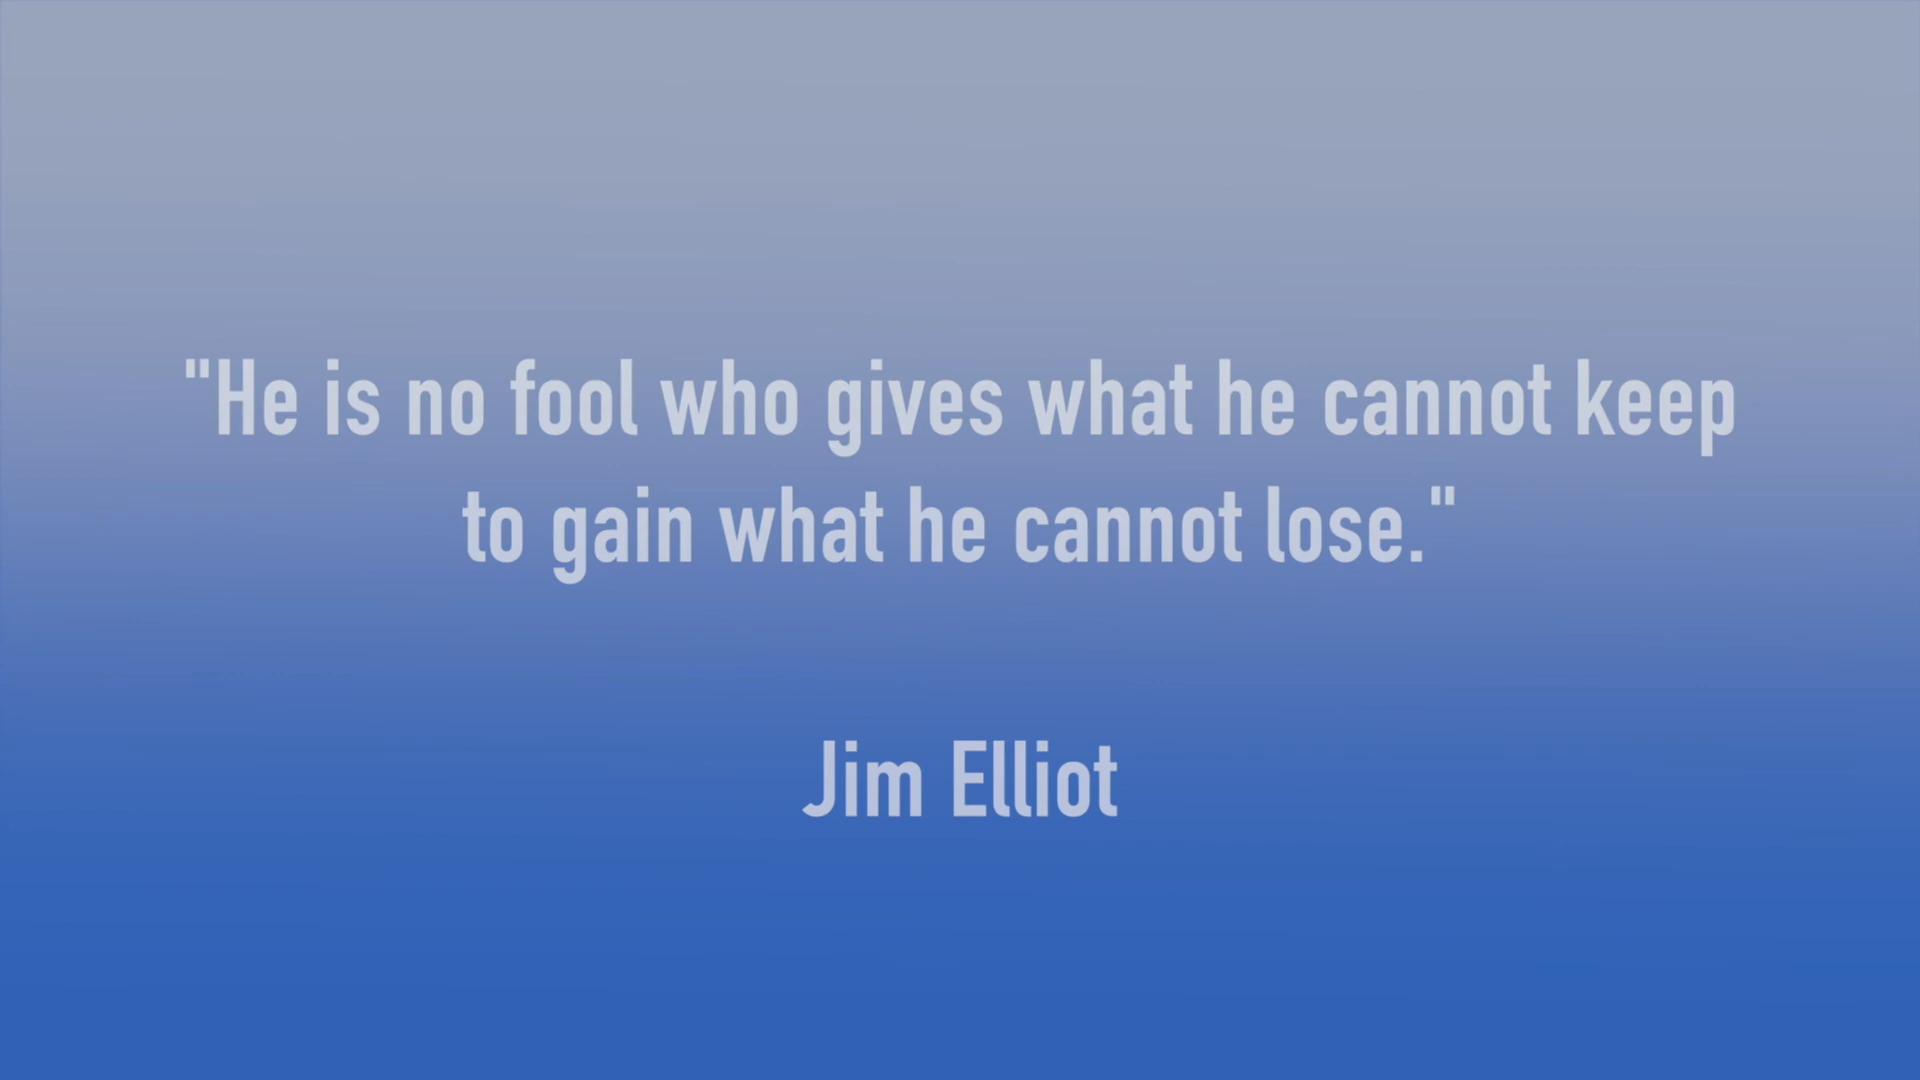 "He is no fool who gives what he cannot keep
to gain what he cannot lose."
Jim Elliot